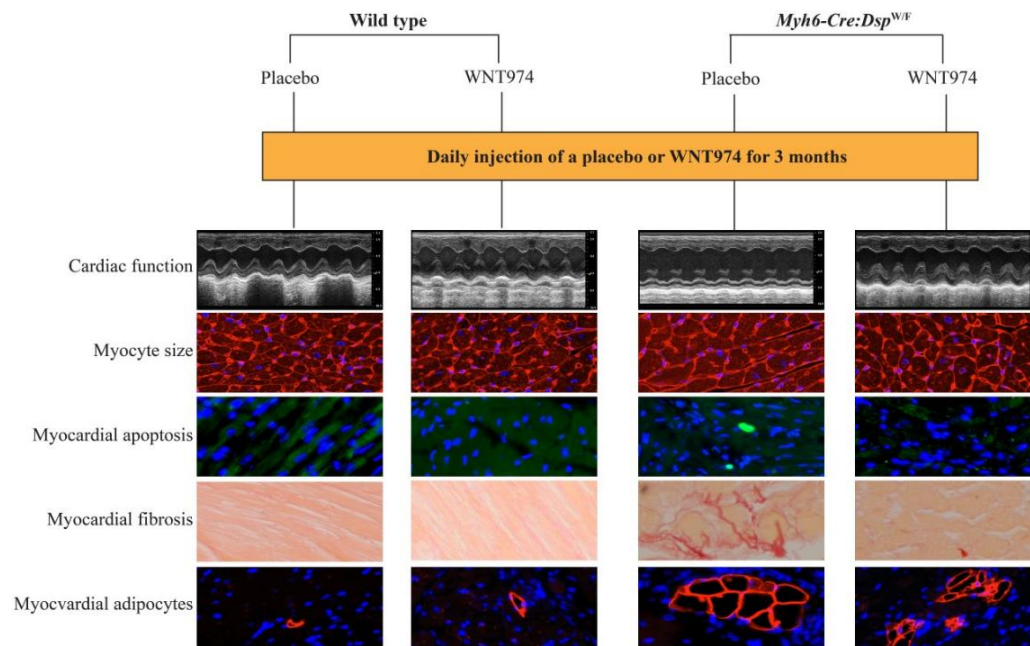 Wild type
Myh6-Cre:Dsp^W/F
Placebo
WNT974
Placebo
WNT974
Daily injection of a placebo or WNT974 for 3 months
Cardiac function
Myocyte size
Myocardial apoptosis
Myocardial fibrosis
Myocvardial adipocytes